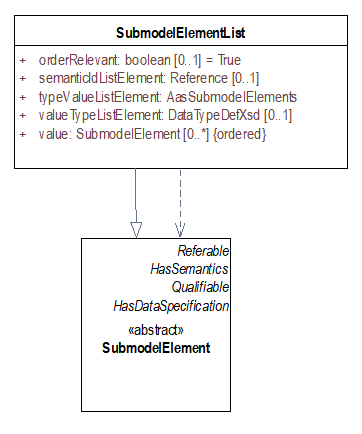 SubmodelElementList
+ orderRelevant: boolean [0..1] = True
+ semanticIdListElement: Reference [0..1]
+ typeValueListElement: AasSubmodelElements
+ valueTypeListElement: DataTypeDefXsd [0..1]
+ value: SubmodelElement [0..*] {ordered}
Referable
HasSemantics
Qualifiable
HasDataSpecification
«abstract»
SubmodelElement